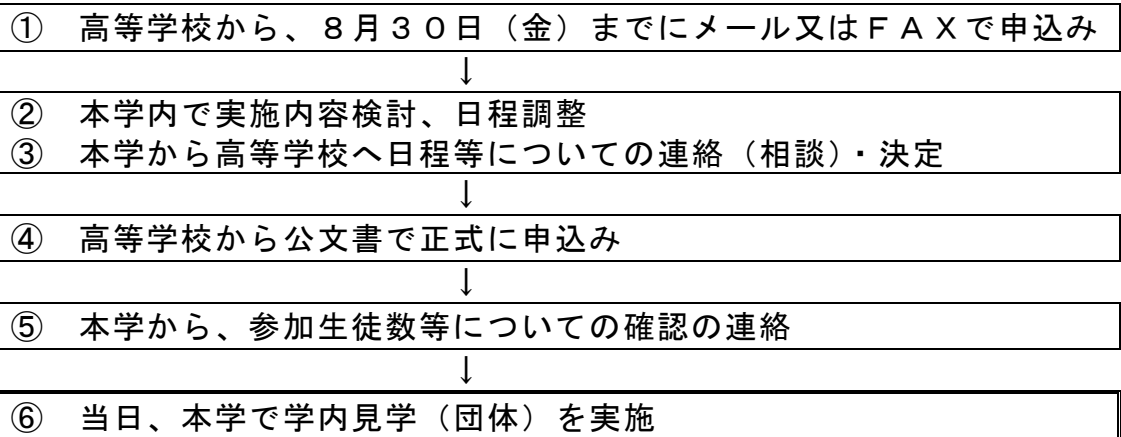 ①　高等学校から、８月３０日（金）までにメール又はＦＡＸで申込み
↓
②　本学内で実施内容検討、日程調整
③　本学から高等学校へ日程等についての連絡（相談）・決定
↓
④　高等学校から公文書で正式に申込み
↓
⑤　本学から、参加生徒数等についての確認の連絡
↓
⑥　当日、本学で学内見学（団体）を実施